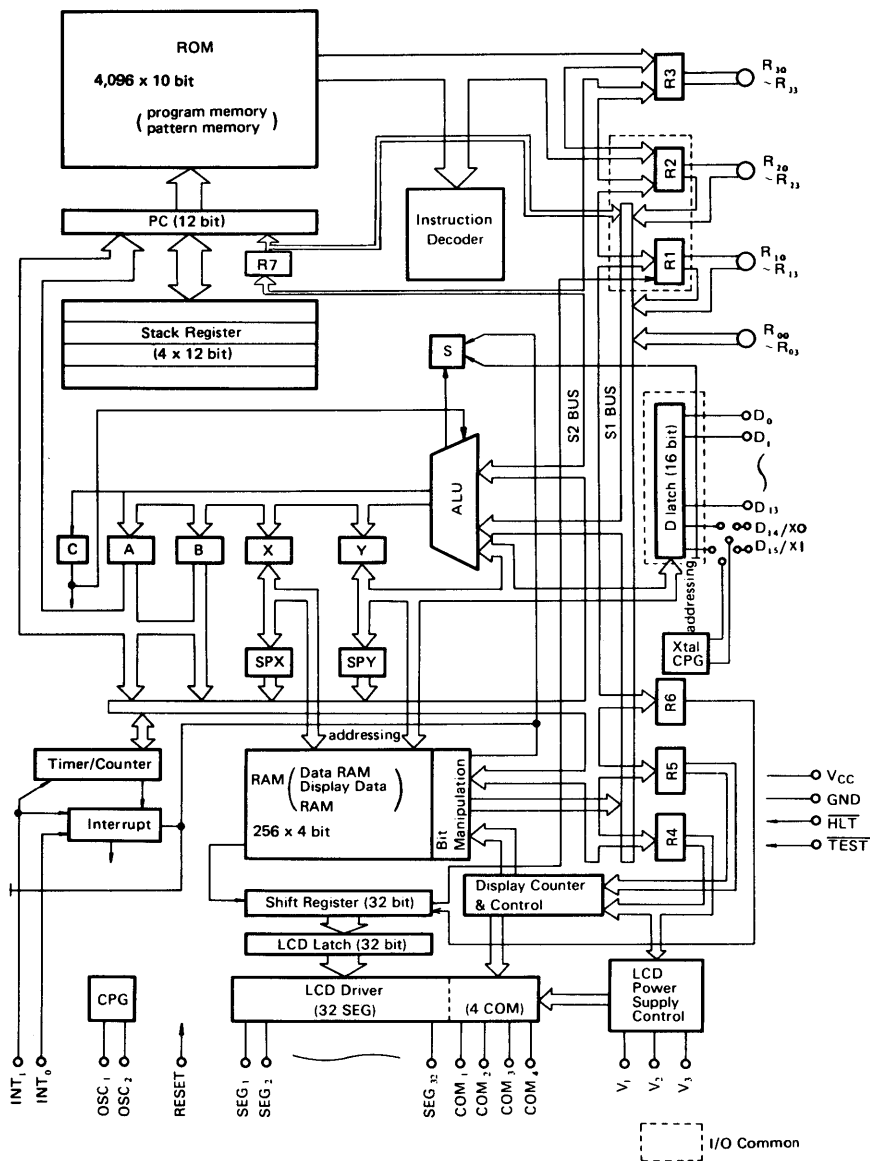 ROM
4,096 x 10 bit
( program memory
pattern memory )
PC (12 bit)
R7
Instruction
Decoder
Stack Register
(4 x 12 bit)
S
ALU
S2 BUS
S1 BUS
R3
R2
R1
R₃₀
~R₃₃
R₂₀
~R₂₃
R₁₀
~R₁₃
R₀₀
~R₀₃
D latch (16 bit)
D₀
D₁
D₁₃
D₁₄/XO
D₁₅/XI
addressing
Xtal
CPG
C
A
B
X
Y
SPX
SPY
addressing
Timer/Counter
Interrupt
RAM ( Data RAM
Display Data
RAM )
256 x 4 bit
Bit
Manipulation
R6
R5
R4
V_CC
GND
H̅L̅T̅
T̅E̅S̅T̅
Shift Register (32 bit)
Display Counter
& Control
LCD Latch (32 bit)
CPG
LCD Driver
(32 SEG)
(4 COM)
LCD
Power
Supply
Control
INT₁
INT₀
OSC₁
OSC₂
RESET
SEG₁
SEG₂
SEG₃₂
COM₁
COM₂
COM₃
COM₄
V₁
V₂
V₃
I/O Common